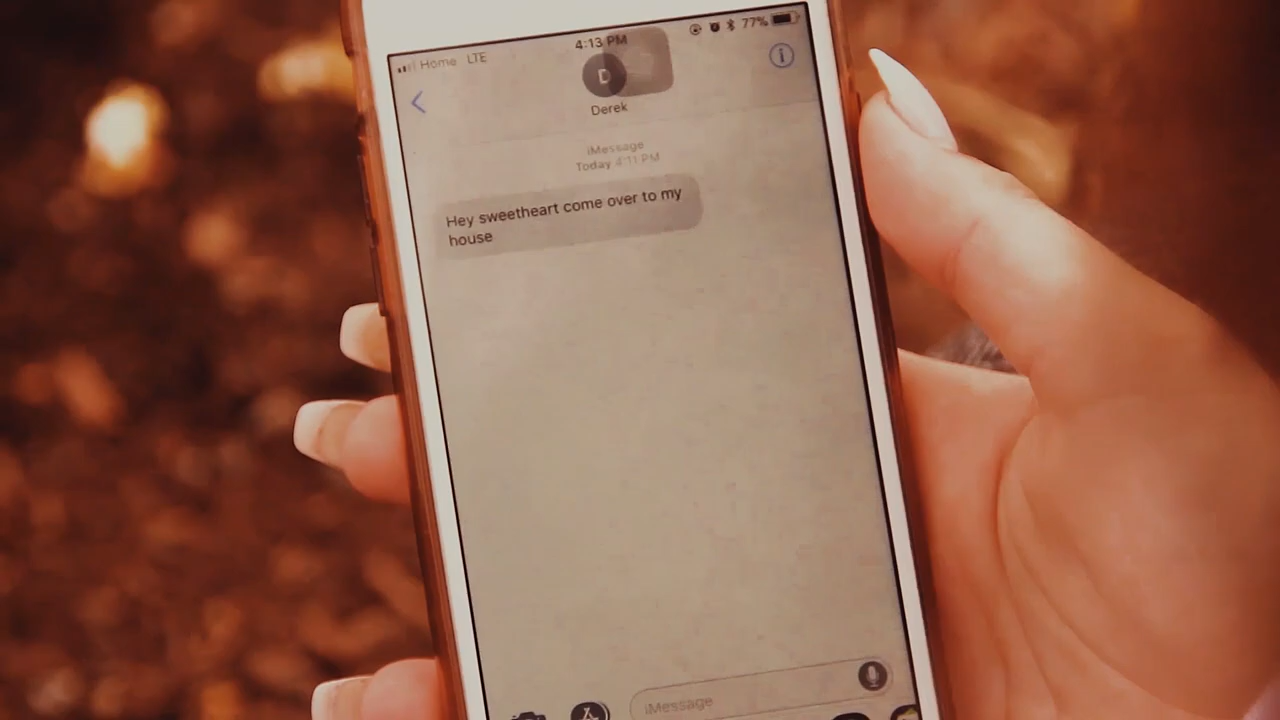 4:13 PM
77%
Home LTE
D
Derek
iMessage
Today 4:11 PM
Hey sweetheart come over to my
house
iMessage